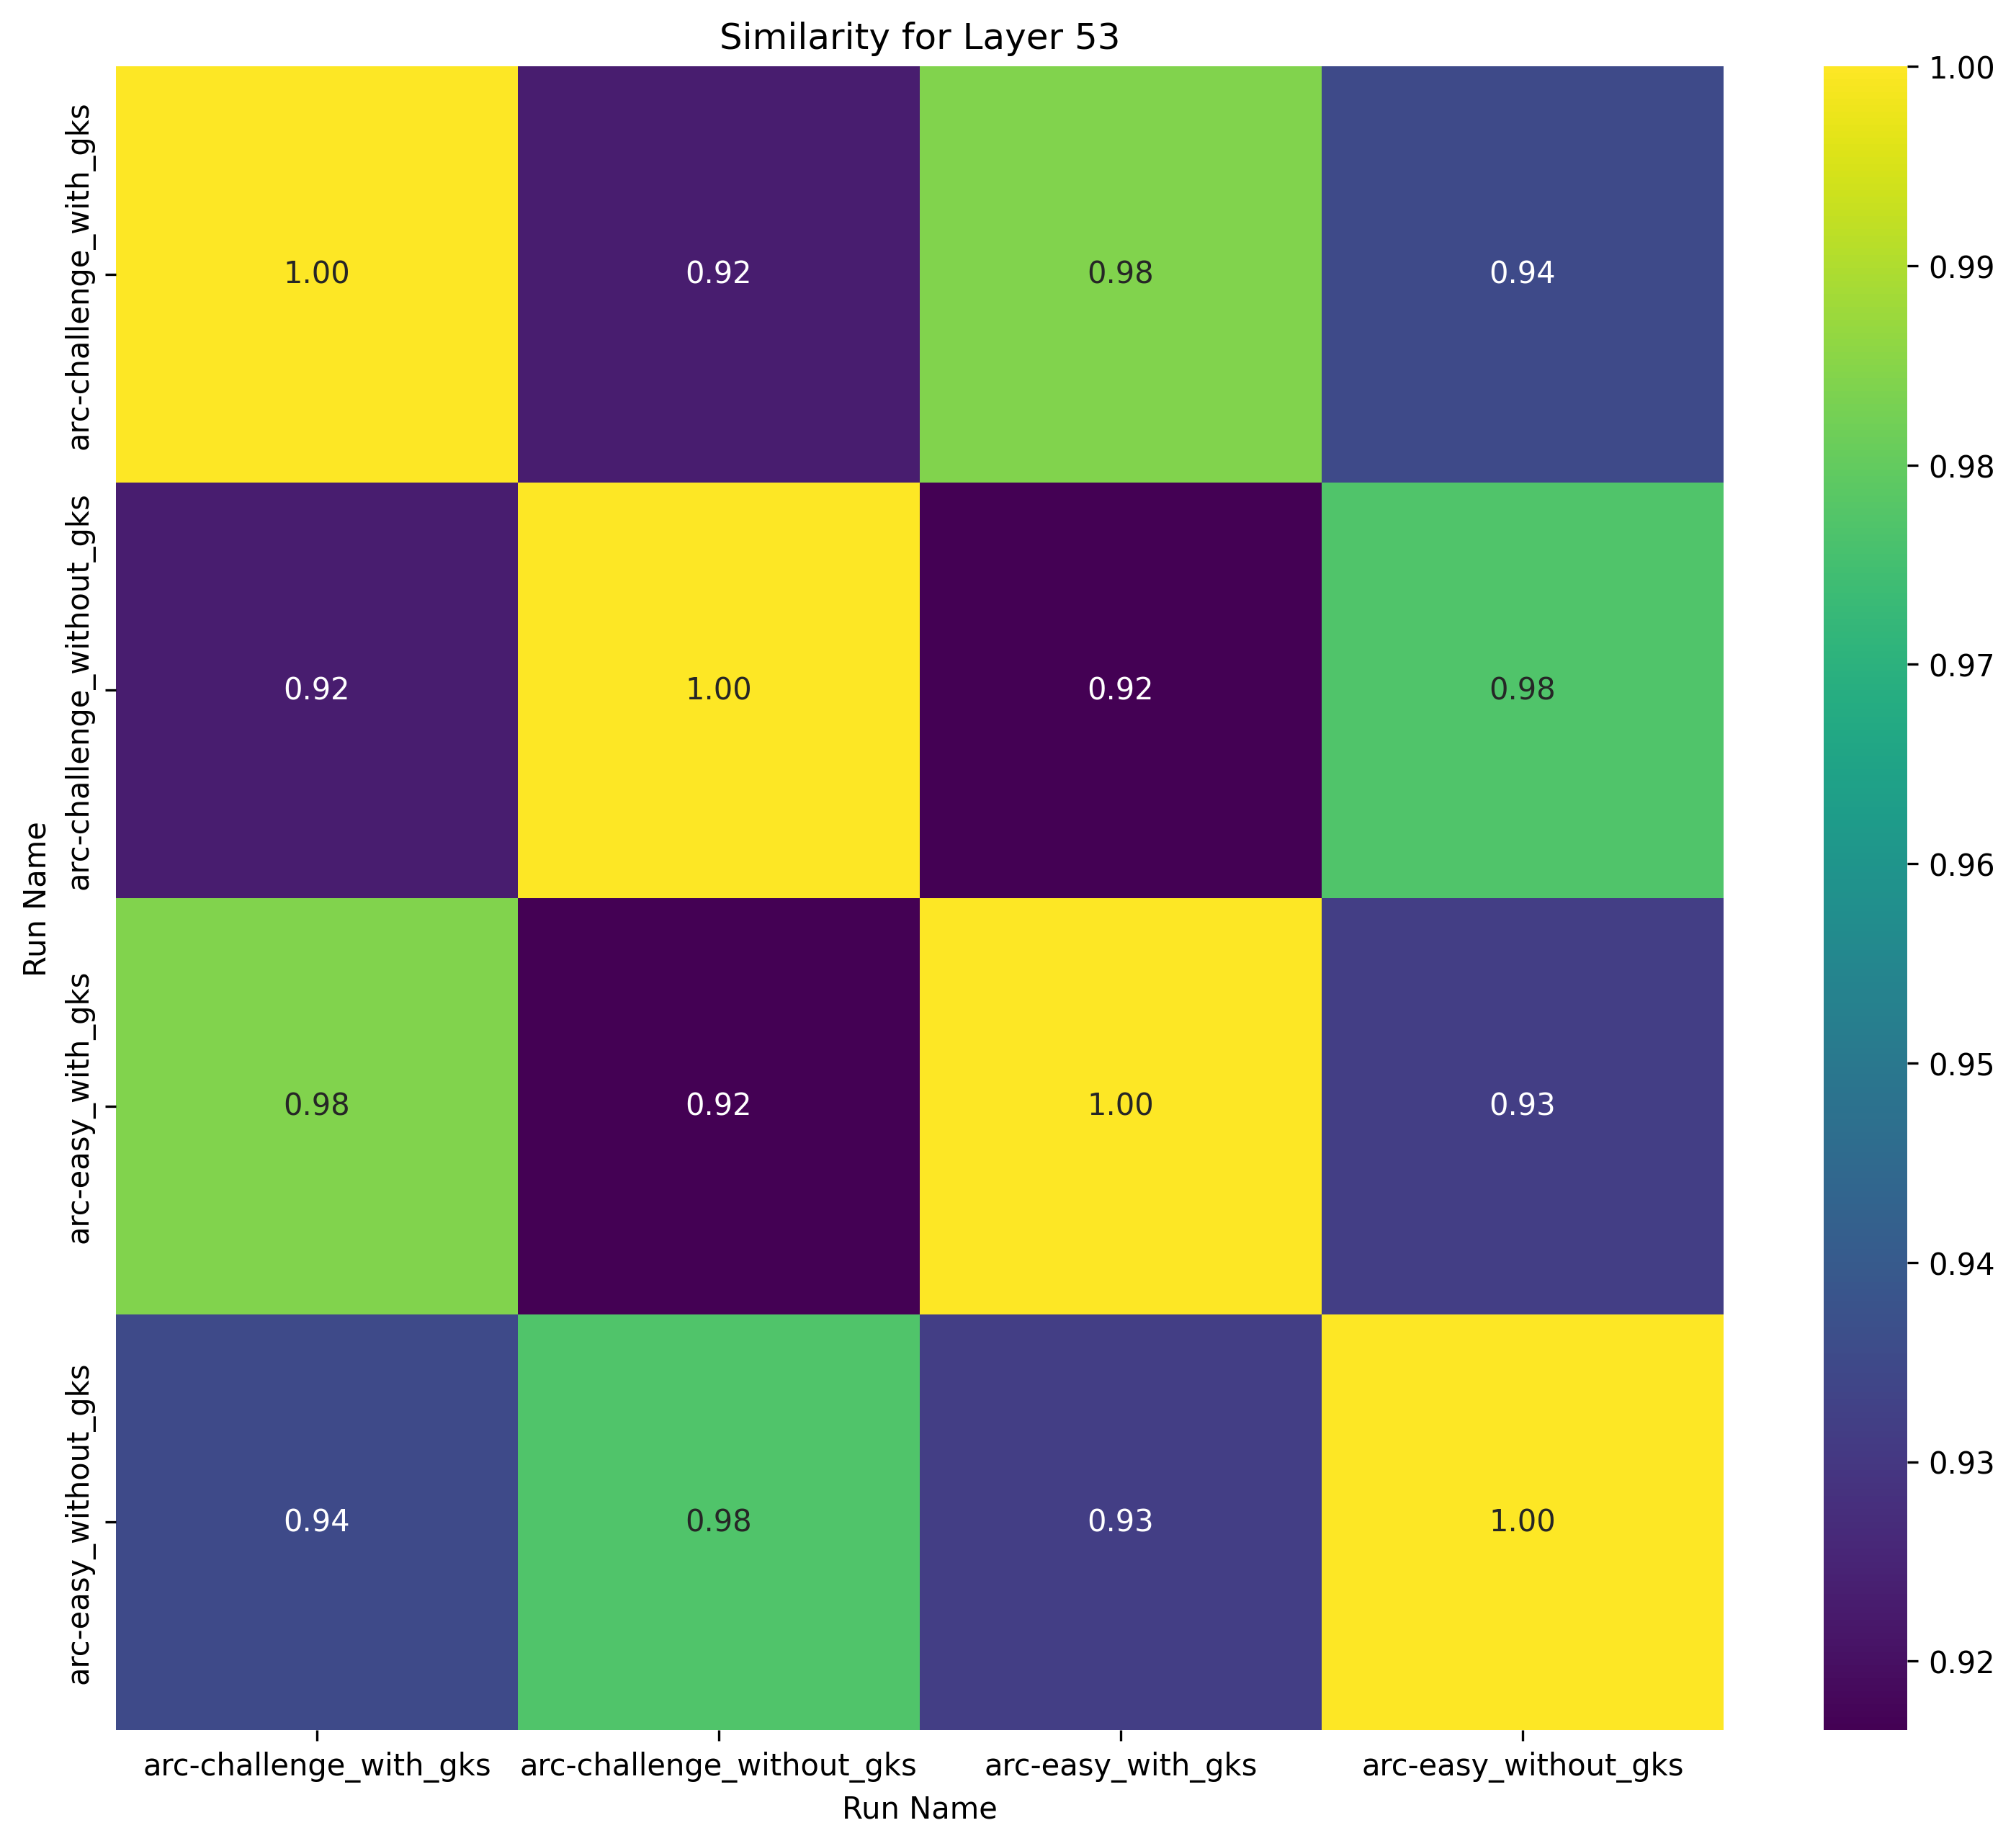 Similarity for Layer 53
Run Name
arc-challenge_with_gks
arc-challenge_without_gks
arc-easy_with_gks
arc-easy_without_gks
1.00 0.92 0.98 0.94
0.92 1.00 0.92 0.98
0.98 0.92 1.00 0.93
0.94 0.98 0.93 1.00
arc-challenge_with_gks arc-challenge_without_gks arc-easy_with_gks arc-easy_without_gks
Run Name
1.00
0.99
0.98
0.97
0.96
0.95
0.94
0.93
0.92